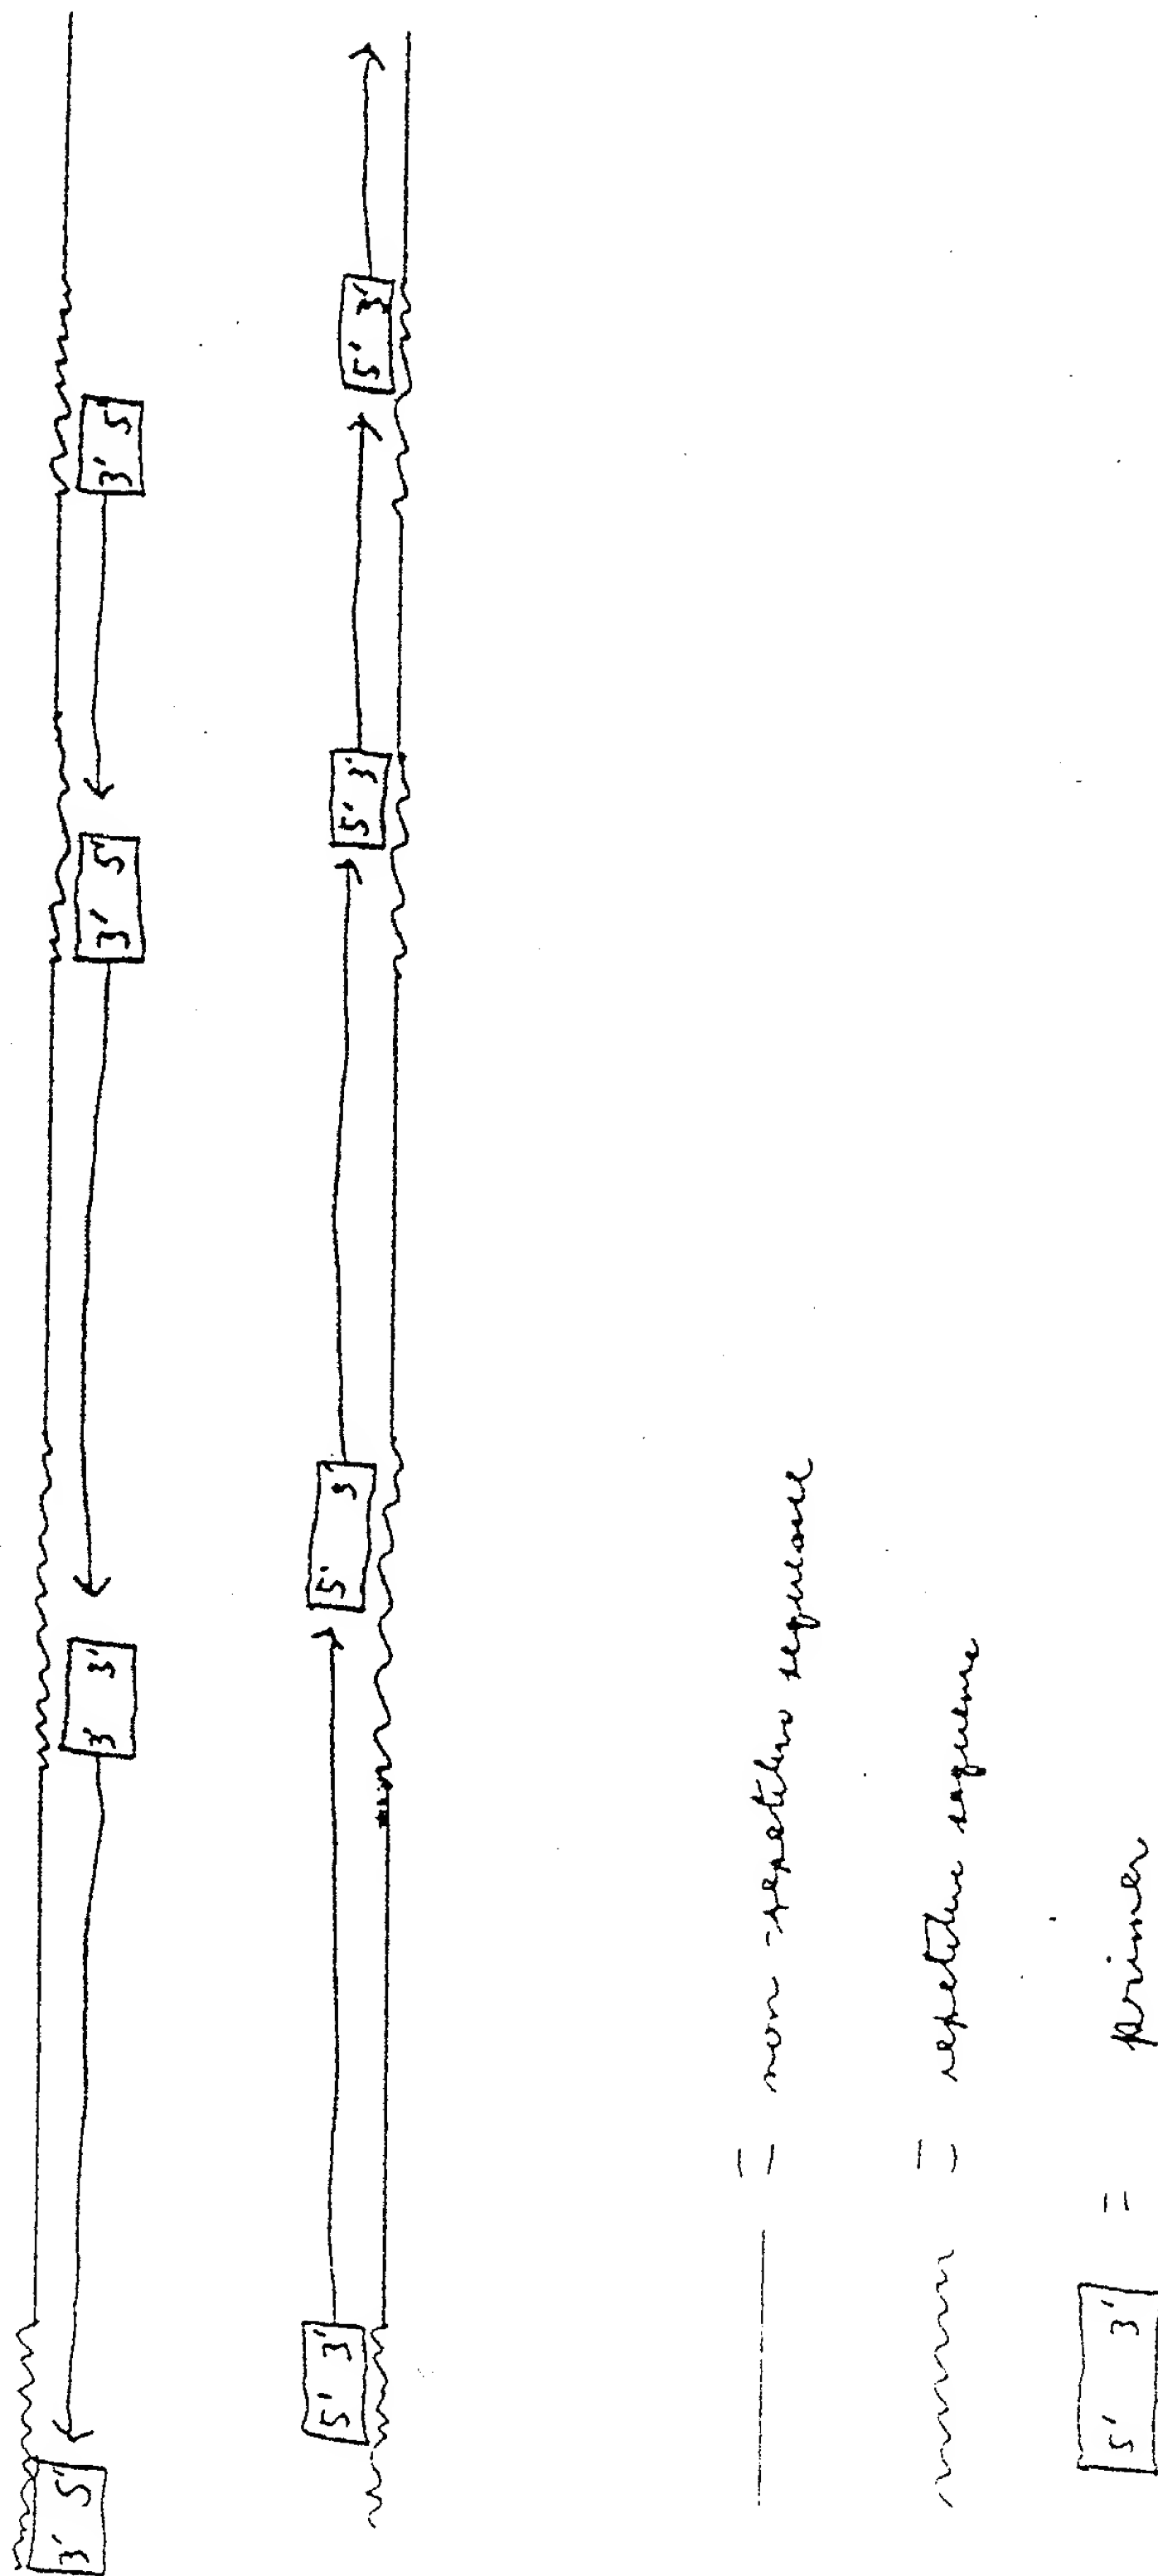 3' 5' 3' 3' 3' 5' 3' 5'
5' 3' 5' 3' 5' 3' 5' 3'
= non-repetitive sequence
= repetitive sequence
5' 3' = primer